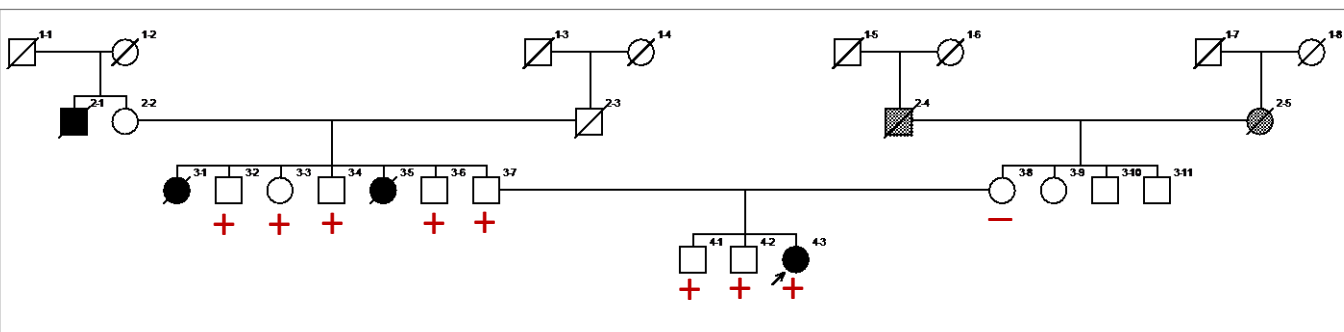 1-1 1-2 1-3 1-4 1-5 1-6 1-7 1-8
2-1 2-2 2-3 2-4 2-5
3-1 3-2 3-3 3-4 3-5 3-6 3-7 3-8 3-9 3-10 3-11
+ + + + + −
4-1 4-2 4-3
+ + +